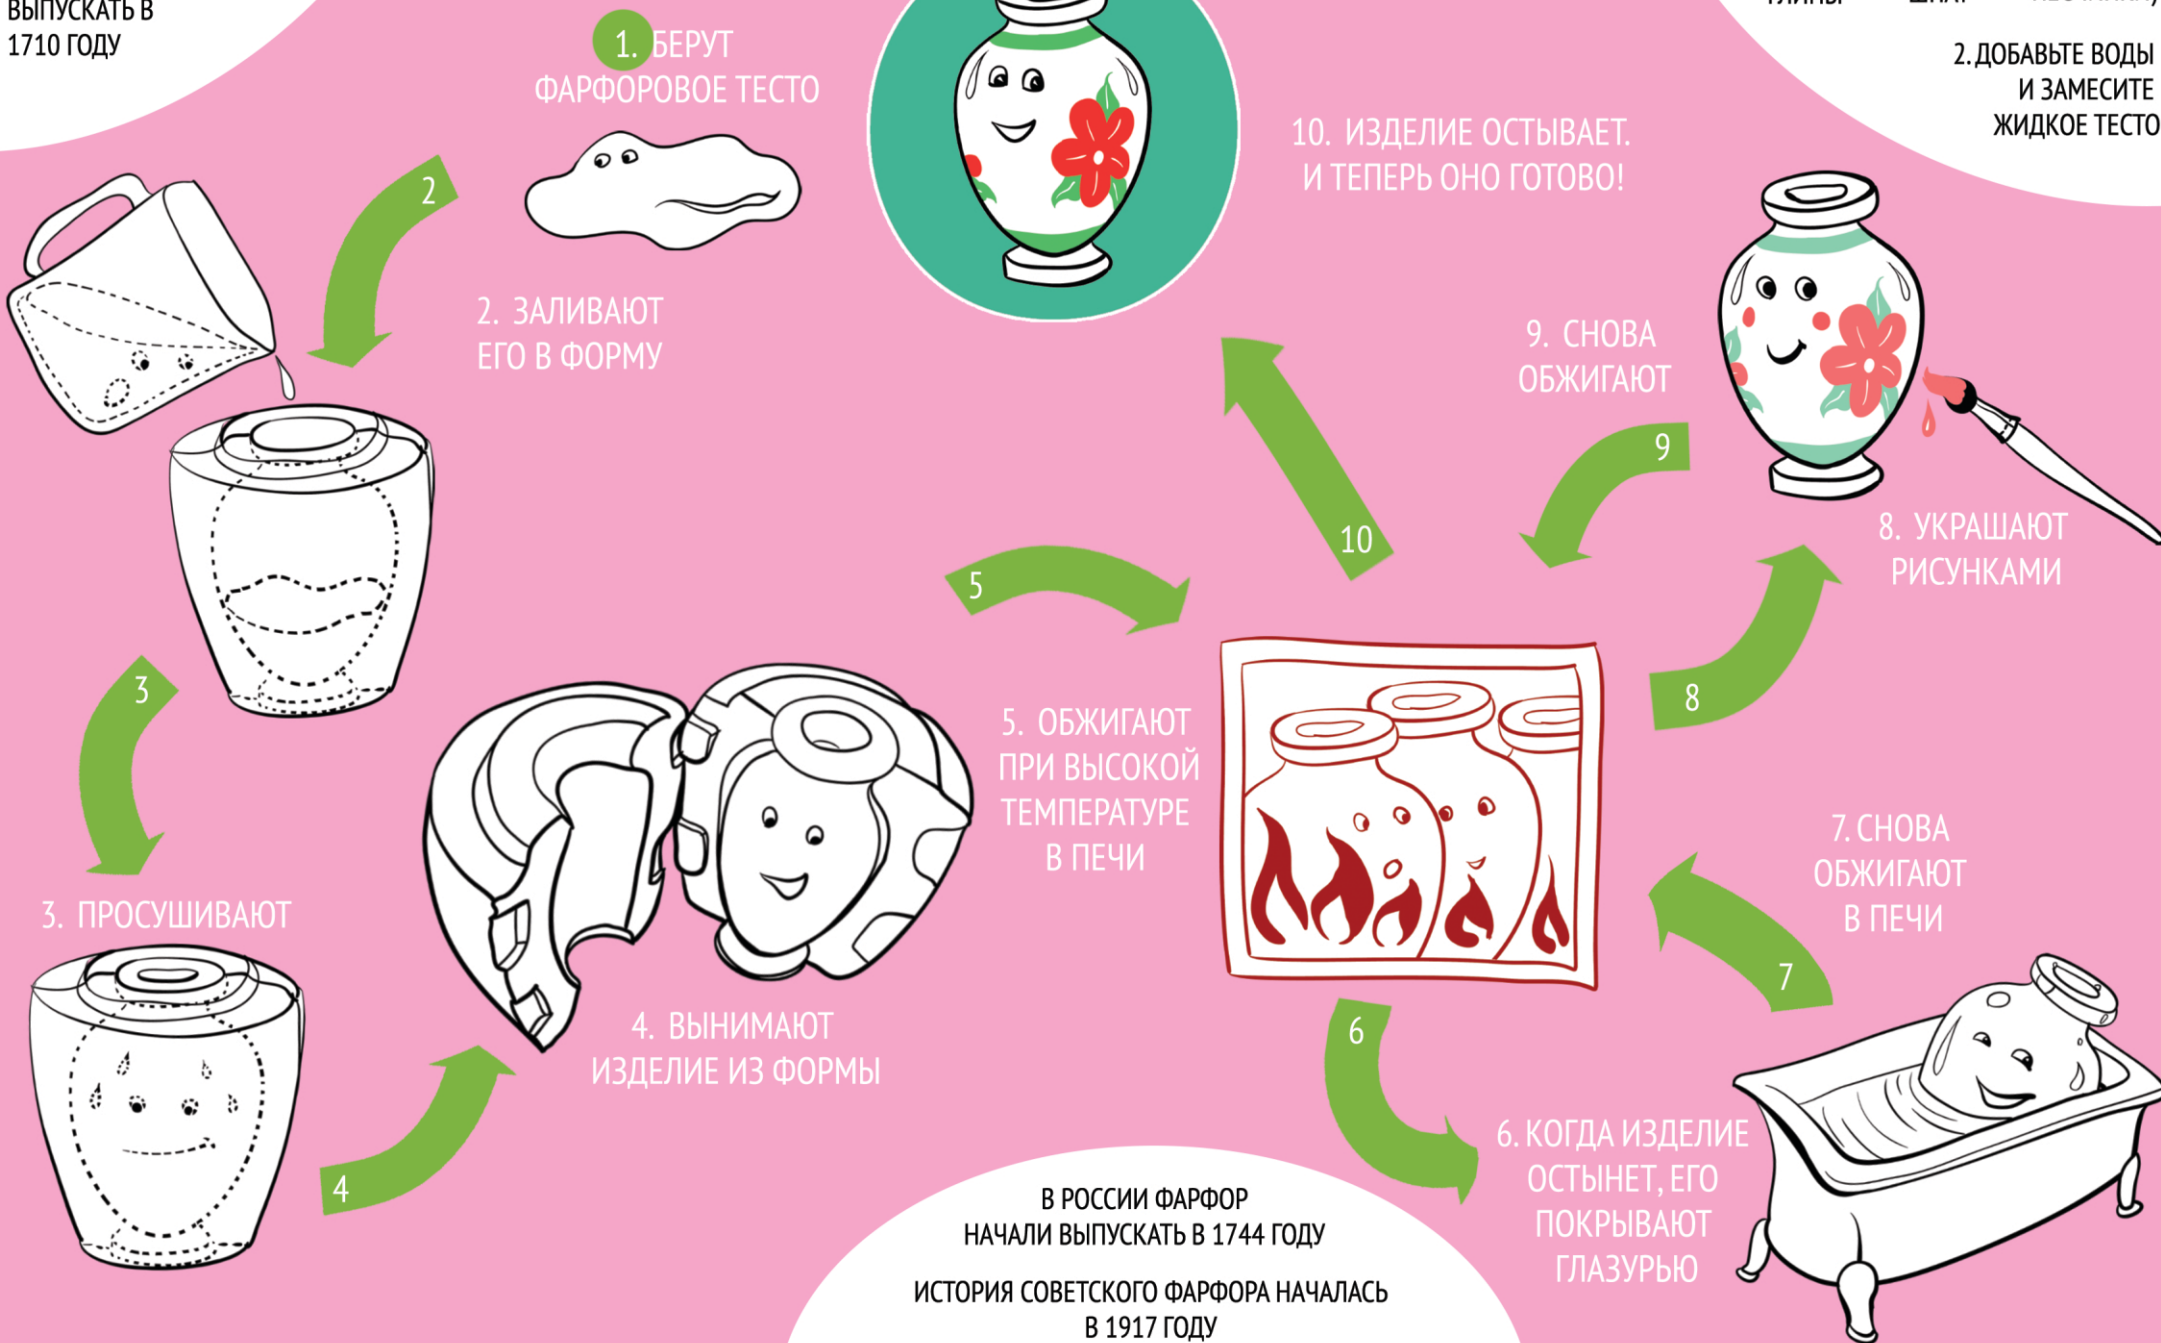 ВЫПУСКАТЬ В
1710 ГОДУ
1. БЕРУТ
ФАРФОРОВОЕ ТЕСТО
2
2. ЗАЛИВАЮТ
ЕГО В ФОРМУ
3
3. ПРОСУШИВАЮТ
4
4. ВЫНИМАЮТ
ИЗДЕЛИЕ ИЗ ФОРМЫ
5
5. ОБЖИГАЮТ
ПРИ ВЫСОКОЙ
ТЕМПЕРАТУРЕ
В ПЕЧИ
6
6. КОГДА ИЗДЕЛИЕ
ОСТЫНЕТ, ЕГО
ПОКРЫВАЮТ
ГЛАЗУРЬЮ
7
7. СНОВА
ОБЖИГАЮТ
В ПЕЧИ
8
8. УКРАШАЮТ
РИСУНКАМИ
9
9. СНОВА
ОБЖИГАЮТ
10
10. ИЗДЕЛИЕ ОСТЫВАЕТ.
И ТЕПЕРЬ ОНО ГОТОВО!
2. ДОБАВЬТЕ ВОДЫ
И ЗАМЕСИТЕ
ЖИДКОЕ ТЕСТО
В РОССИИ ФАРФОР
НАЧАЛИ ВЫПУСКАТЬ В 1744 ГОДУ
ИСТОРИЯ СОВЕТСКОГО ФАРФОРА НАЧАЛАСЬ
В 1917 ГОДУ